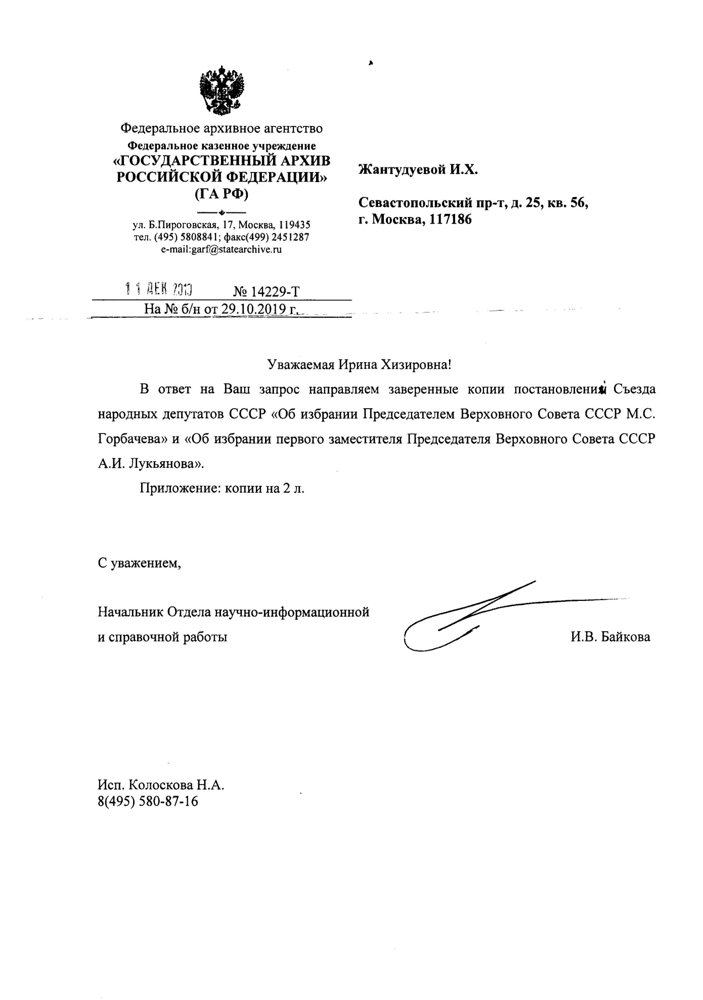 Федеральное архивное агентство
Федеральное казенное учреждение
«ГОСУДАРСТВЕННЫЙ АРХИВ
РОССИЙСКОЙ ФЕДЕРАЦИИ»
(ГА РФ)
ул. Б.Пироговская, 17, Москва, 119435
тел. (495) 5808841; факс(499) 2451287
e-mail:garf@statearchive.ru
11 ДЕК 2019 № 14229-Т
На № б/н от 29.10.2019 г.
Жантудуевой И.Х.
Севастопольский пр-т, д. 25, кв. 56,
г. Москва, 117186
Уважаемая Ирина Хизировна!
В ответ на Ваш запрос направляем заверенные копии постановлений Съезда
народных депутатов СССР «Об избрании Председателем Верховного Совета СССР М.С.
Горбачева» и «Об избрании первого заместителя Председателя Верховного Совета СССР
А.И. Лукьянова».
Приложение: копии на 2 л.
С уважением,
Начальник Отдела научно-информационной
и справочной работы И.В. Байкова
Исп. Колоскова Н.А.
8(495) 580-87-16